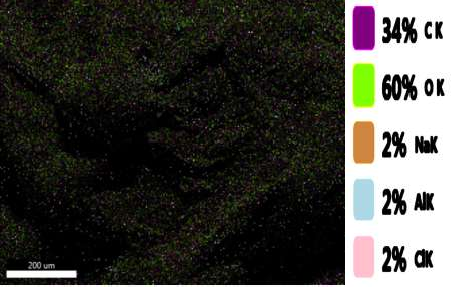 34% C K
60% O K
2% NaK
2% AlK
2% ClK
200 um